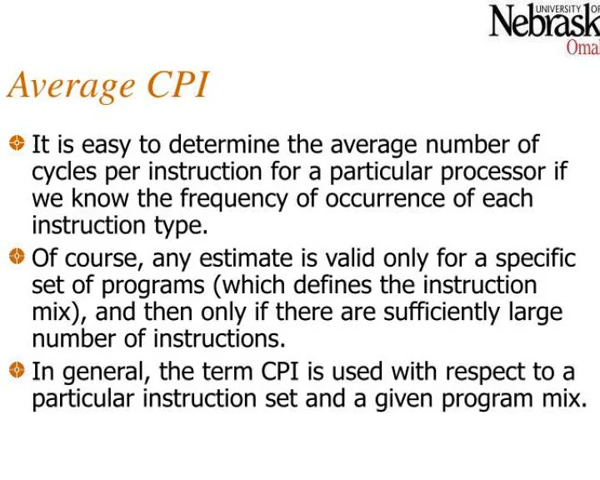 UNIVERSITY OF
Nebrask
Omah
Average CPI
It is easy to determine the average number of
cycles per instruction for a particular processor if
we know the frequency of occurrence of each
instruction type.
Of course, any estimate is valid only for a specific
set of programs (which defines the instruction
mix), and then only if there are sufficiently large
number of instructions.
In general, the term CPI is used with respect to a
particular instruction set and a given program mix.